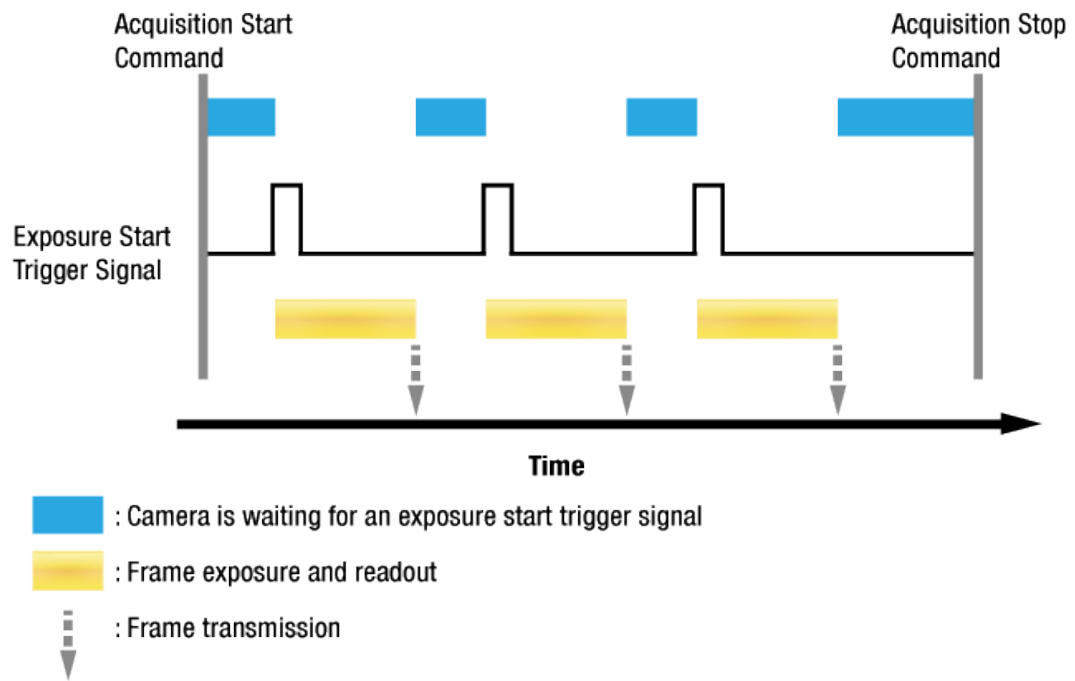 Acquisition Start
Command
Acquisition Stop
Command
Exposure Start
Trigger Signal
Time
: Camera is waiting for an exposure start trigger signal
: Frame exposure and readout
: Frame transmission